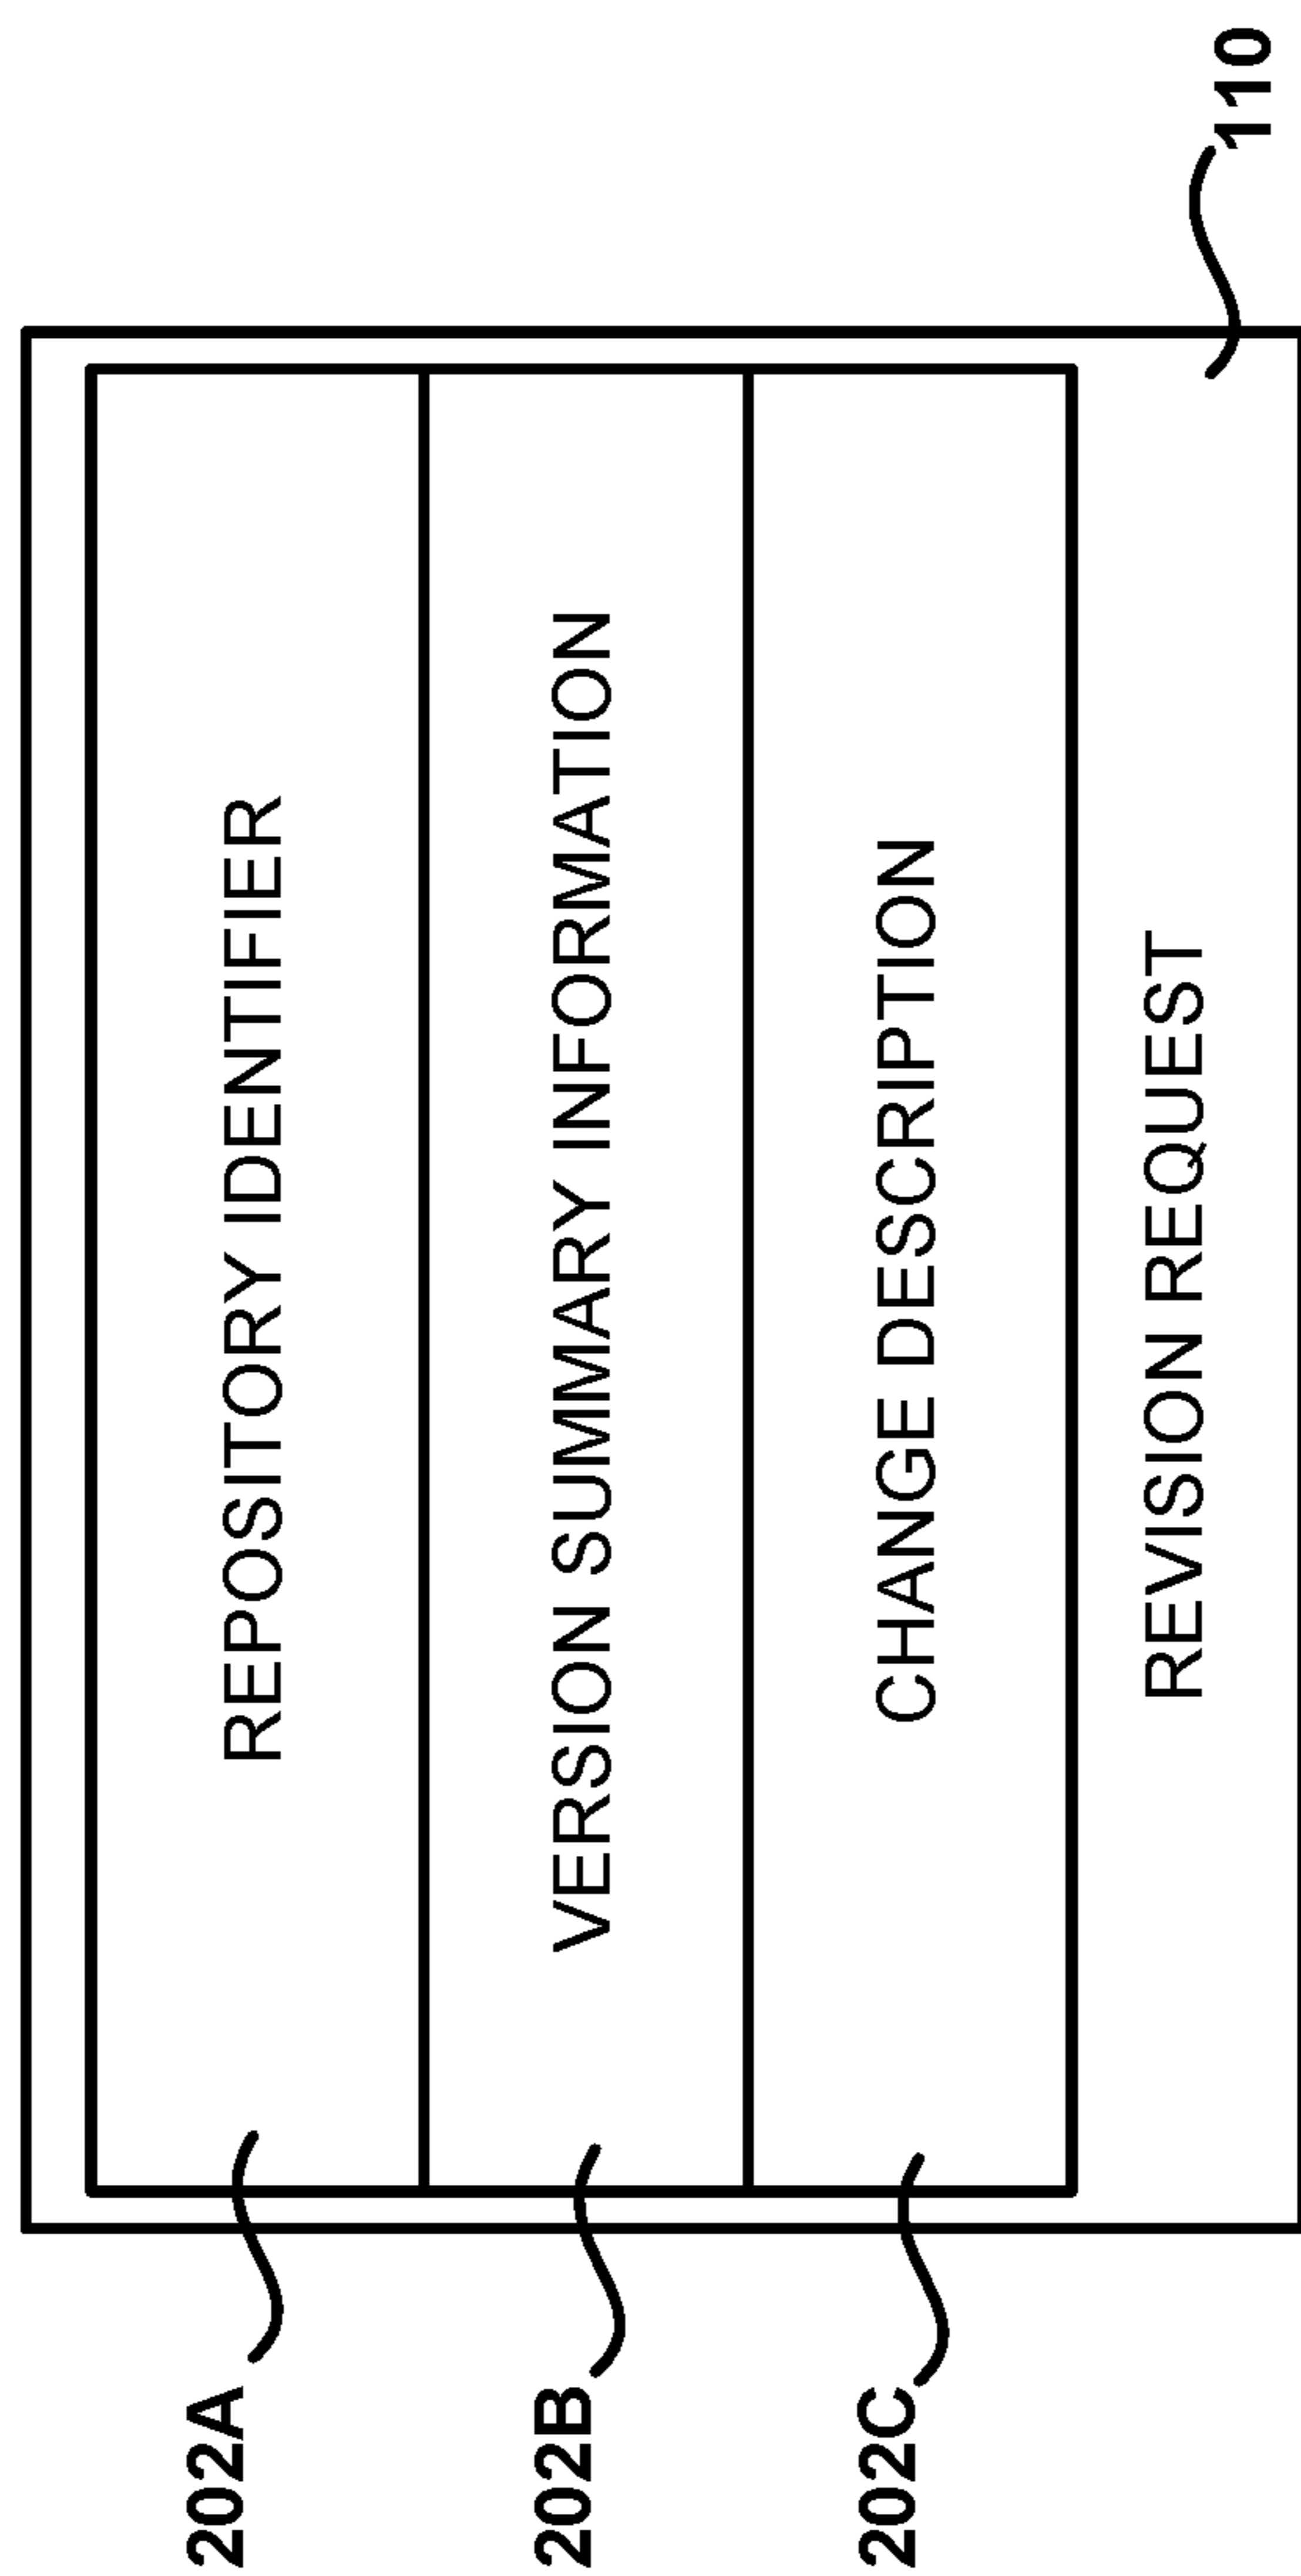 202A
REPOSITORY IDENTIFIER
202B
VERSION SUMMARY INFORMATION
202C
CHANGE DESCRIPTION
REVISION REQUEST
110